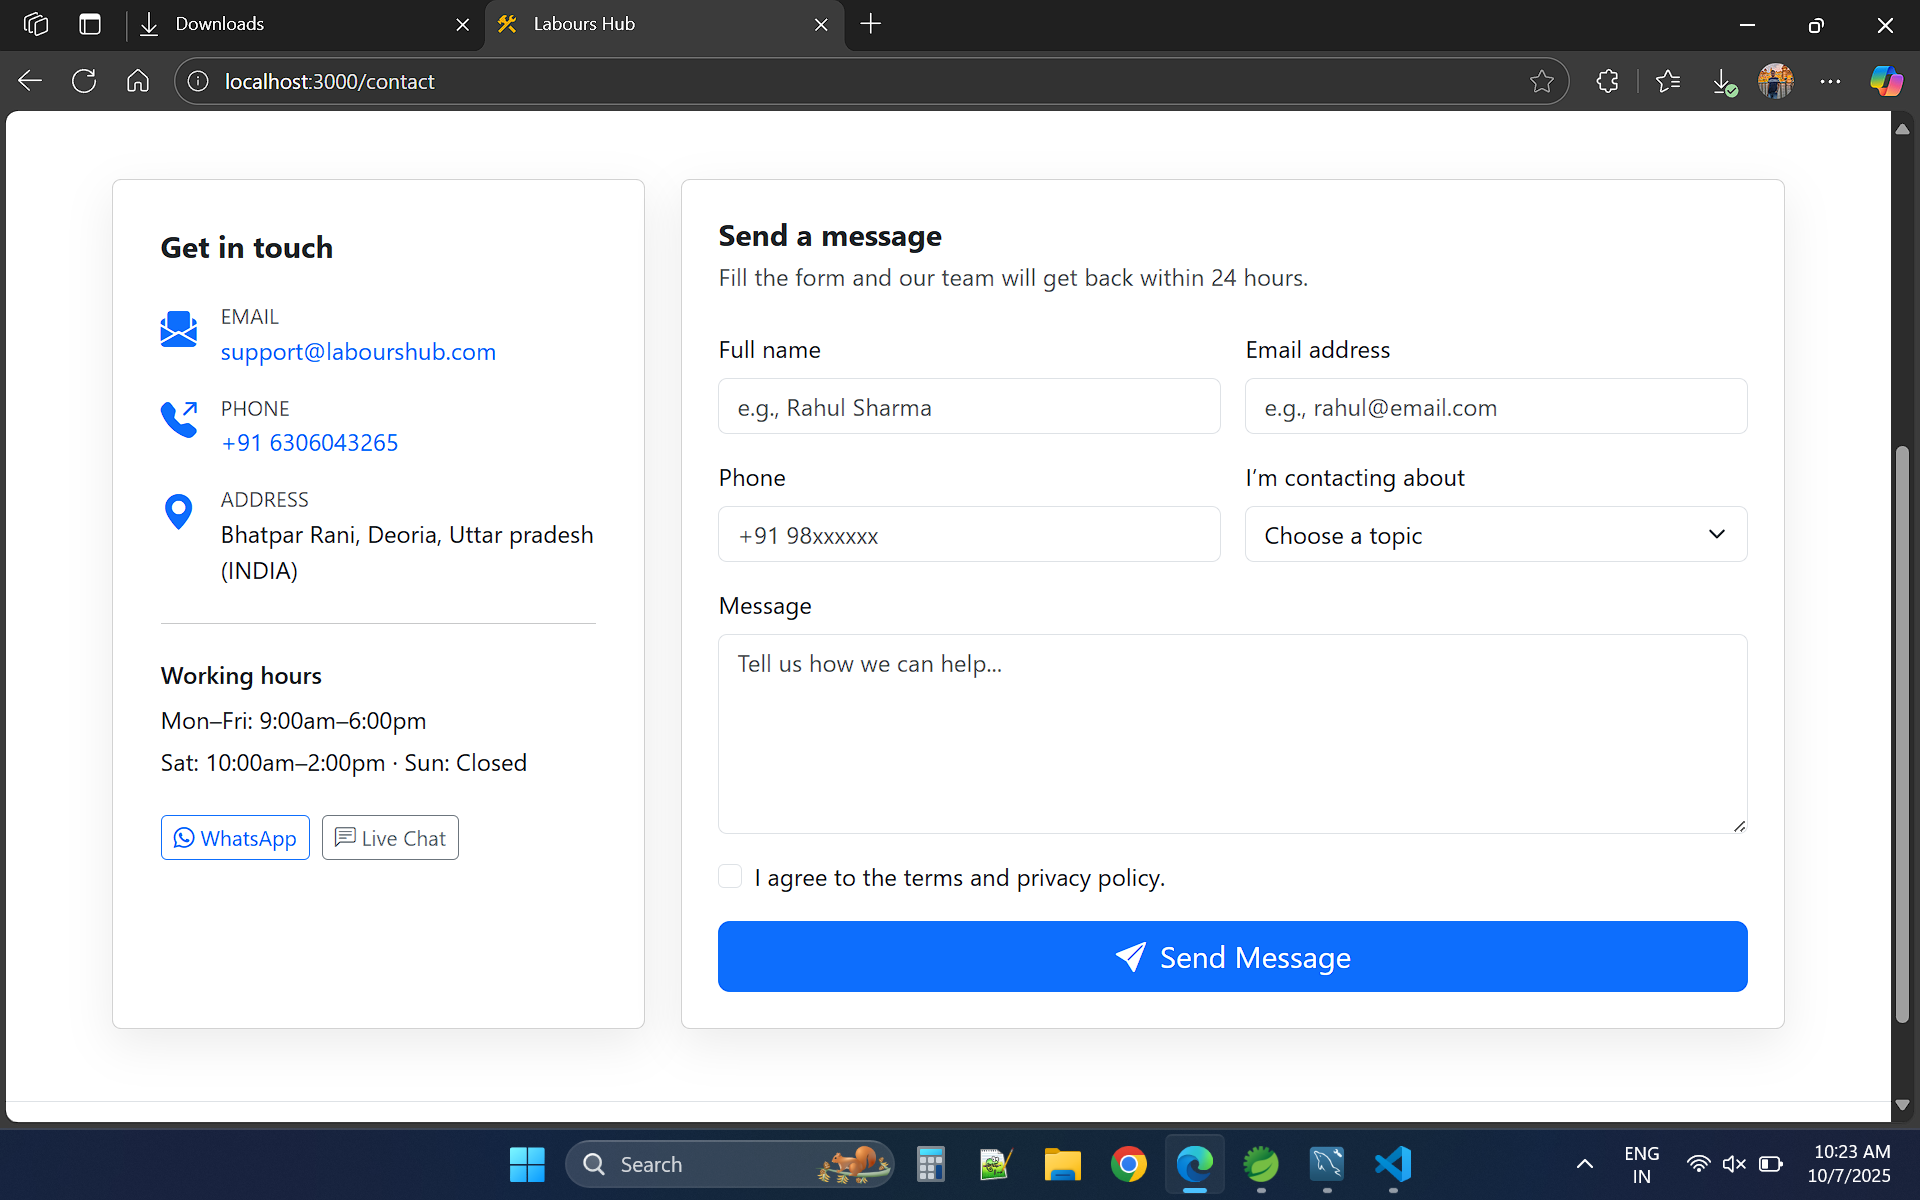 Downloads
Labours Hub
localhost:3000/contact
Get in touch
EMAIL
support@labourshub.com
PHONE
+91 6306043265
ADDRESS
Bhatpar Rani, Deoria, Uttar pradesh
(INDIA)
Working hours
Mon–Fri: 9:00am–6:00pm
Sat: 10:00am–2:00pm · Sun: Closed
WhatsApp
Live Chat
Send a message
Fill the form and our team will get back within 24 hours.
Full name
Email address
e.g., Rahul Sharma
e.g., rahul@email.com
Phone
I’m contacting about
+91 98xxxxxx
Choose a topic
Message
Tell us how we can help...
I agree to the terms and privacy policy.
Send Message
Search
ENG
IN
10:23 AM
10/7/2025